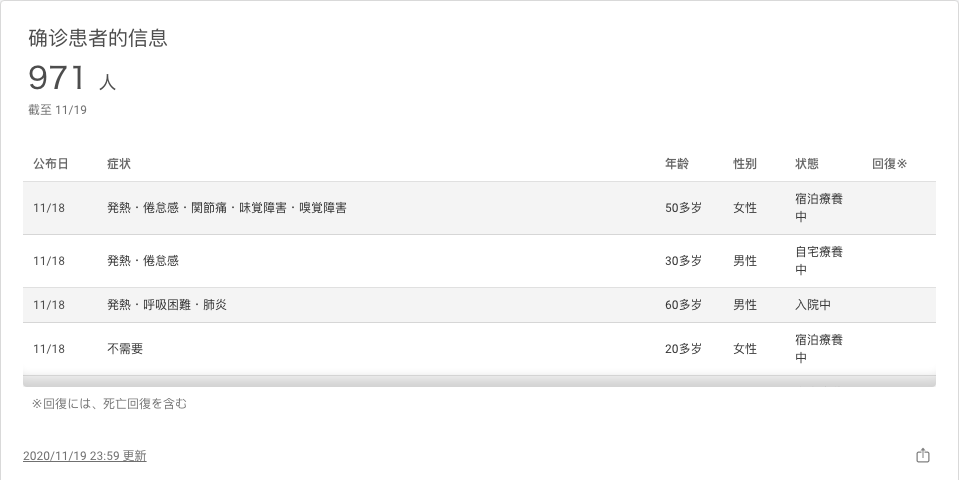 确诊患者的信息
971 人
截至 11/19
公布日 症状 年龄 性别 状態 回復※
11/18 発熱・倦怠感・関節痛・味覚障害・嗅覚障害 50多岁 女性 宿泊療養
中
11/18 発熱・倦怠感 30多岁 男性 自宅療養
中
11/18 発熱・呼吸困難・肺炎 60多岁 男性 入院中
11/18 不需要 20多岁 女性 宿泊療養
中
※回復には、死亡回復を含む
2020/11/19 23:59 更新